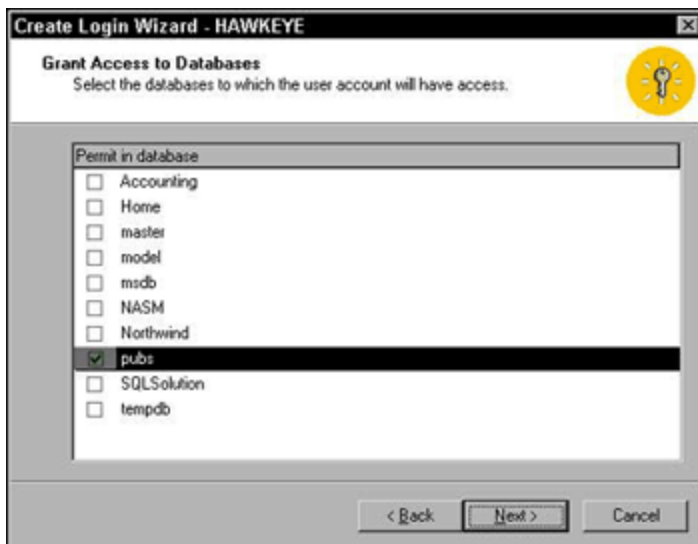 Create Login Wizard - HAWKEYE
Grant Access to Databases
Select the databases to which the user account will have access.
Permit in database
Accounting
Home
master
model
msdb
NASM
Northwind
pubs
SQLSolution
tempdb
< Back
Next >
Cancel